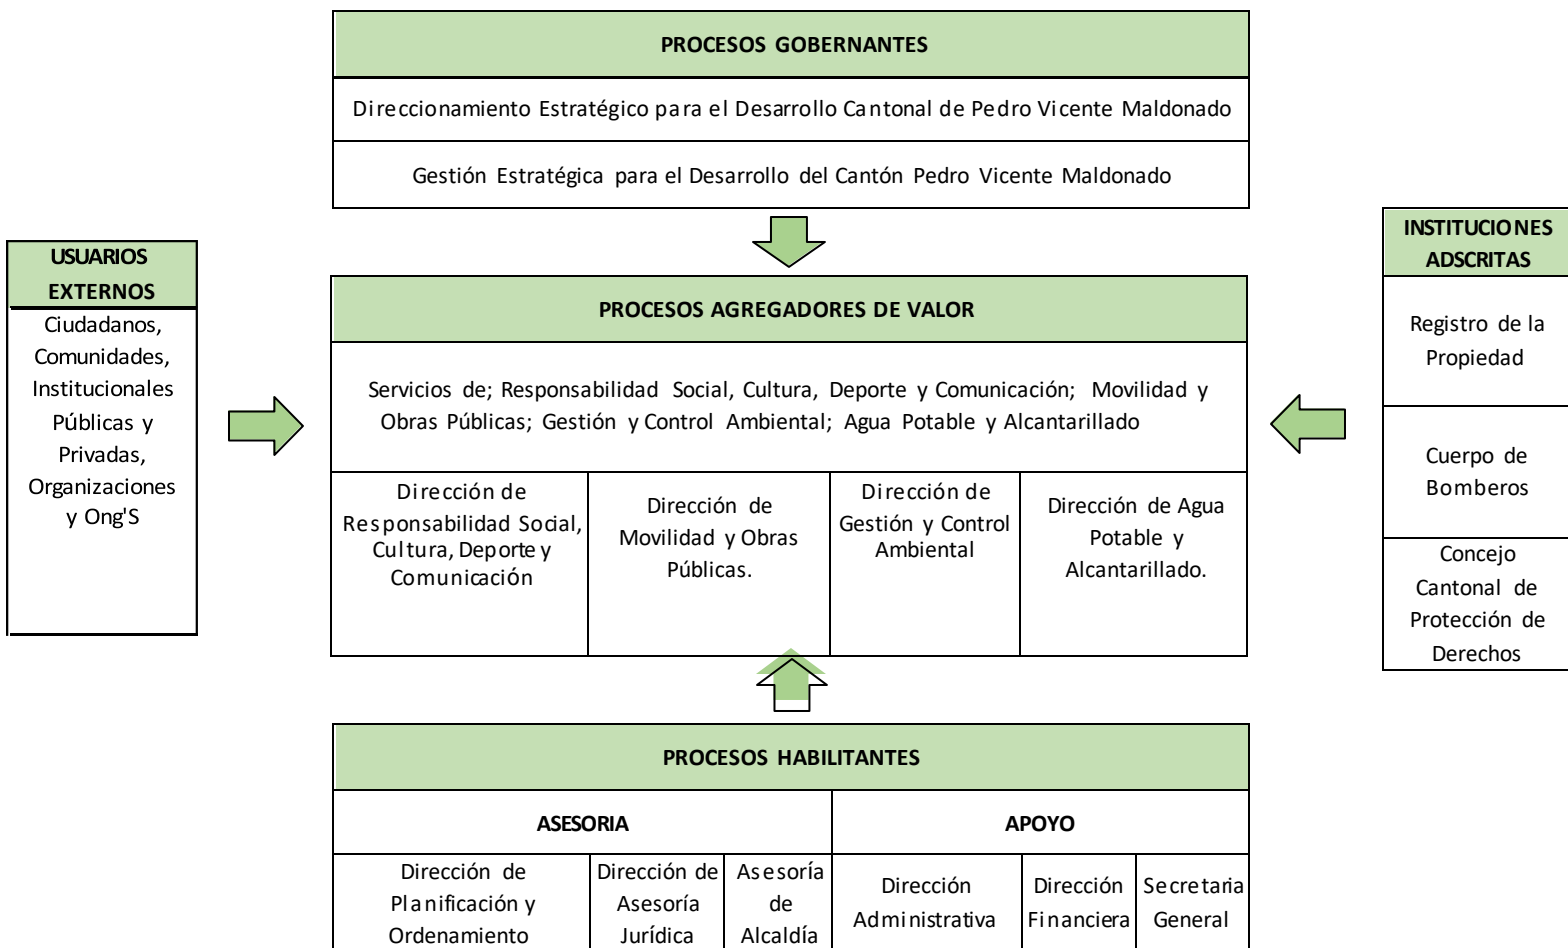 PROCESOS GOBERNANTES
Direccionamiento Estratégico para el Desarrollo Cantonal de Pedro Vicente Maldonado
Gestión Estratégica para el Desarrollo del Cantón Pedro Vicente Maldonado
USUARIOS
EXTERNOS
Ciudadanos,
Comunidades,
Institucionales
Públicas y
Privadas,
Organizaciones
y Ong'S
PROCESOS AGREGADORES DE VALOR
Servicios de; Responsabilidad Social, Cultura, Deporte y Comunicación; Movilidad y
Obras Públicas; Gestión y Control Ambiental; Agua Potable y Alcantarillado
Dirección de
Responsabilidad Social,
Cultura, Deporte y
Comunicación
Dirección de
Movilidad y Obras
Públicas.
Dirección de
Gestión y Control
Ambiental
Dirección de Agua
Potable y
Alcantarillado.
INSTITUCIONES
ADSCRITAS
Registro de la
Propiedad
Cuerpo de
Bomberos
Concejo
Cantonal de
Protección de
Derechos
PROCESOS HABILITANTES
ASESORIA
APOYO
Dirección de
Planificación y
Ordenamiento
Dirección de
Asesoría
Jurídica
Asesoría
de
Alcaldía
Dirección
Administrativa
Dirección
Financiera
Secretaria
General